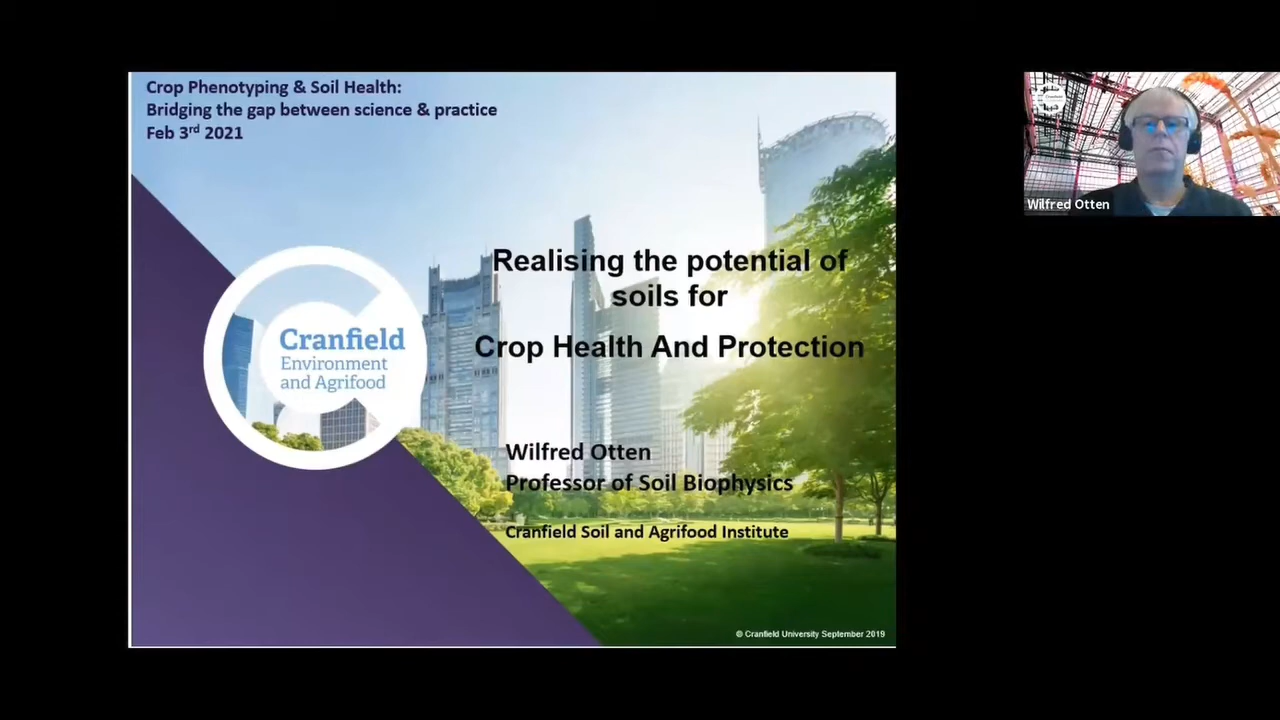 Crop Phenotyping & Soil Health:
Bridging the gap between science & practice
Feb 3rd 2021
Realising the potential of
soils for
Crop Health And Protection
Cranfield
Environment
and Agrifood
Wilfred Otten
Professor of Soil Biophysics
Cranfield Soil and Agrifood Institute
© Cranfield University September 2019
Cranfield
Wilfred Otten